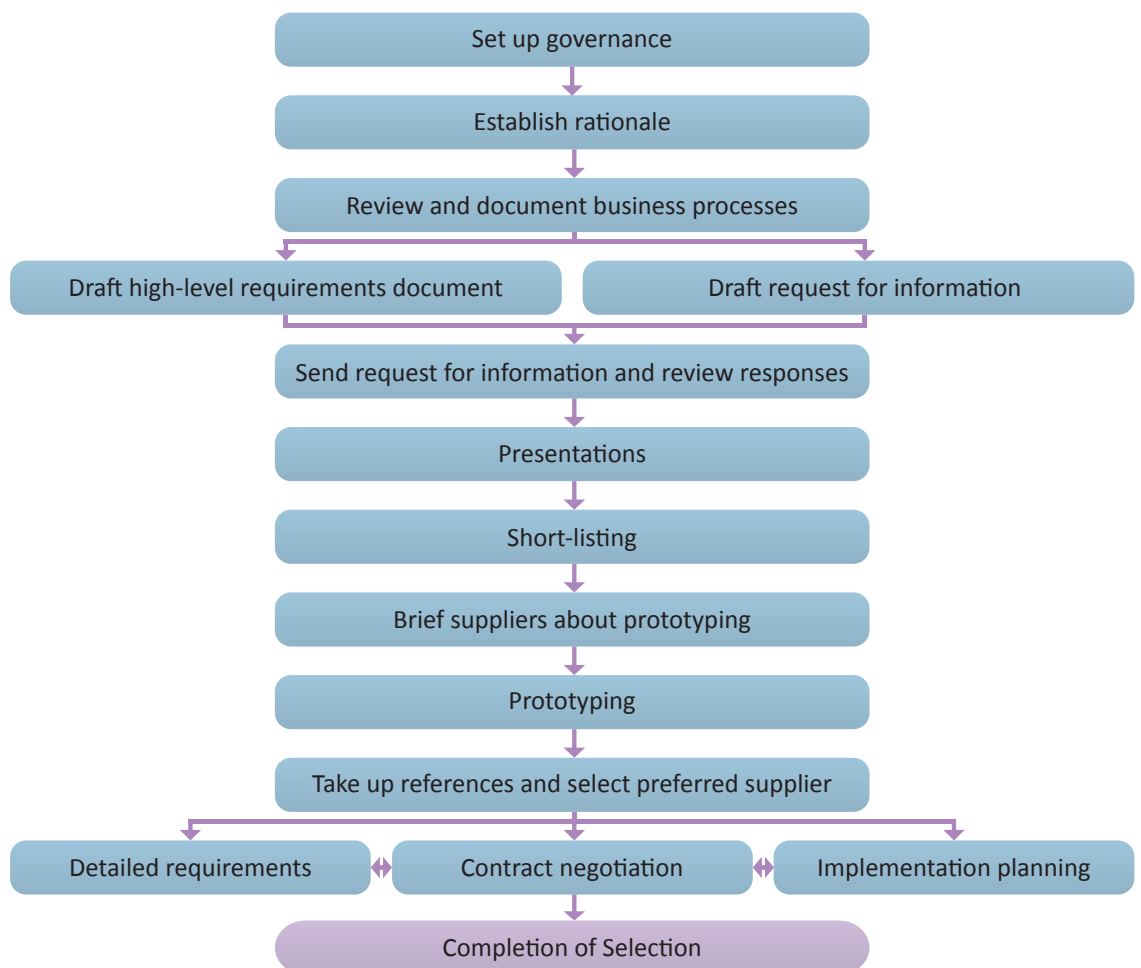 Set up governance
Establish rationale
Review and document business processes
Draft high-level requirements document
Draft request for information
Send request for information and review responses
Presentations
Short-listing
Brief suppliers about prototyping
Prototyping
Take up references and select preferred supplier
Detailed requirements
Contract negotiation
Implementation planning
Completion of Selection